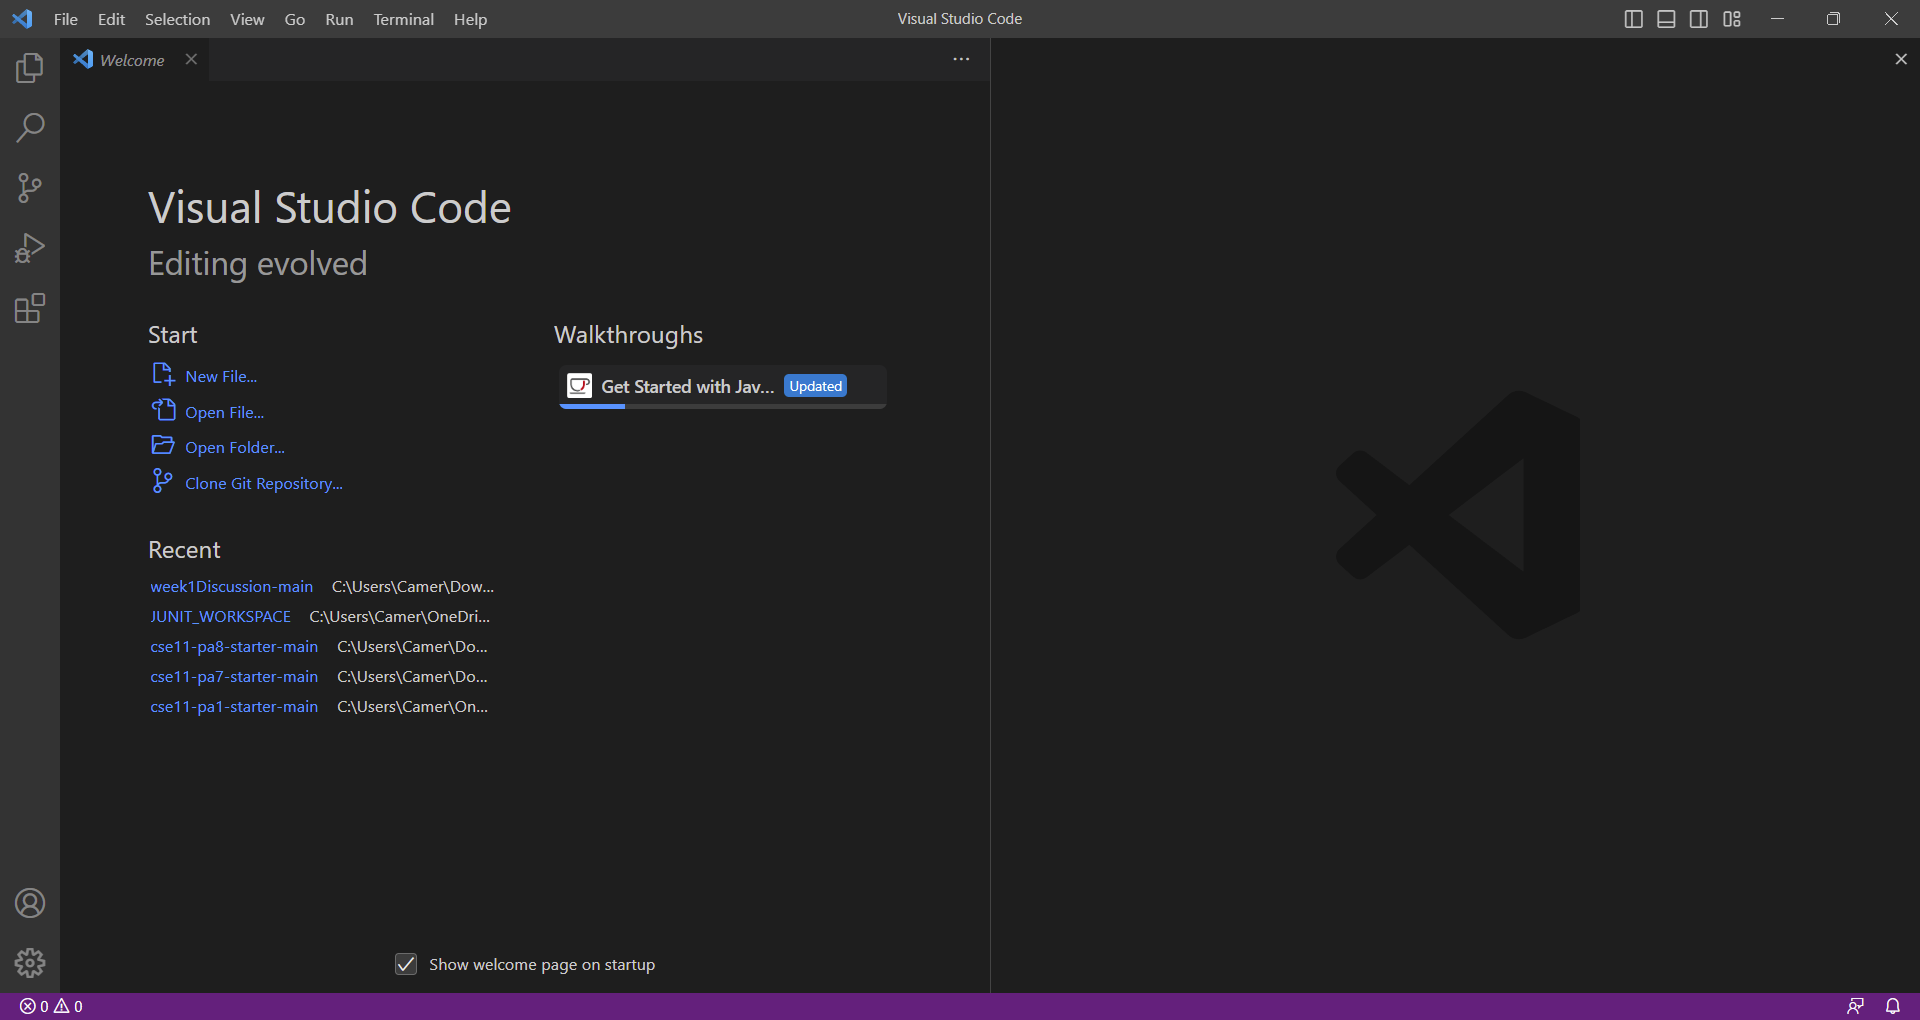 File Edit Selection View Go Run Terminal Help
Visual Studio Code
Welcome
Visual Studio Code
Editing evolved
Start
New File...
Open File...
Open Folder...
Clone Git Repository...
Recent
week1Discussion-main C:\Users\Camer\Dow...
JUNIT_WORKSPACE C:\Users\Camer\OneDri...
cse11-pa8-starter-main C:\Users\Camer\Do...
cse11-pa7-starter-main C:\Users\Camer\Do...
cse11-pa1-starter-main C:\Users\Camer\On...
Walkthroughs
Get Started with Jav... Updated
Show welcome page on startup
0 0